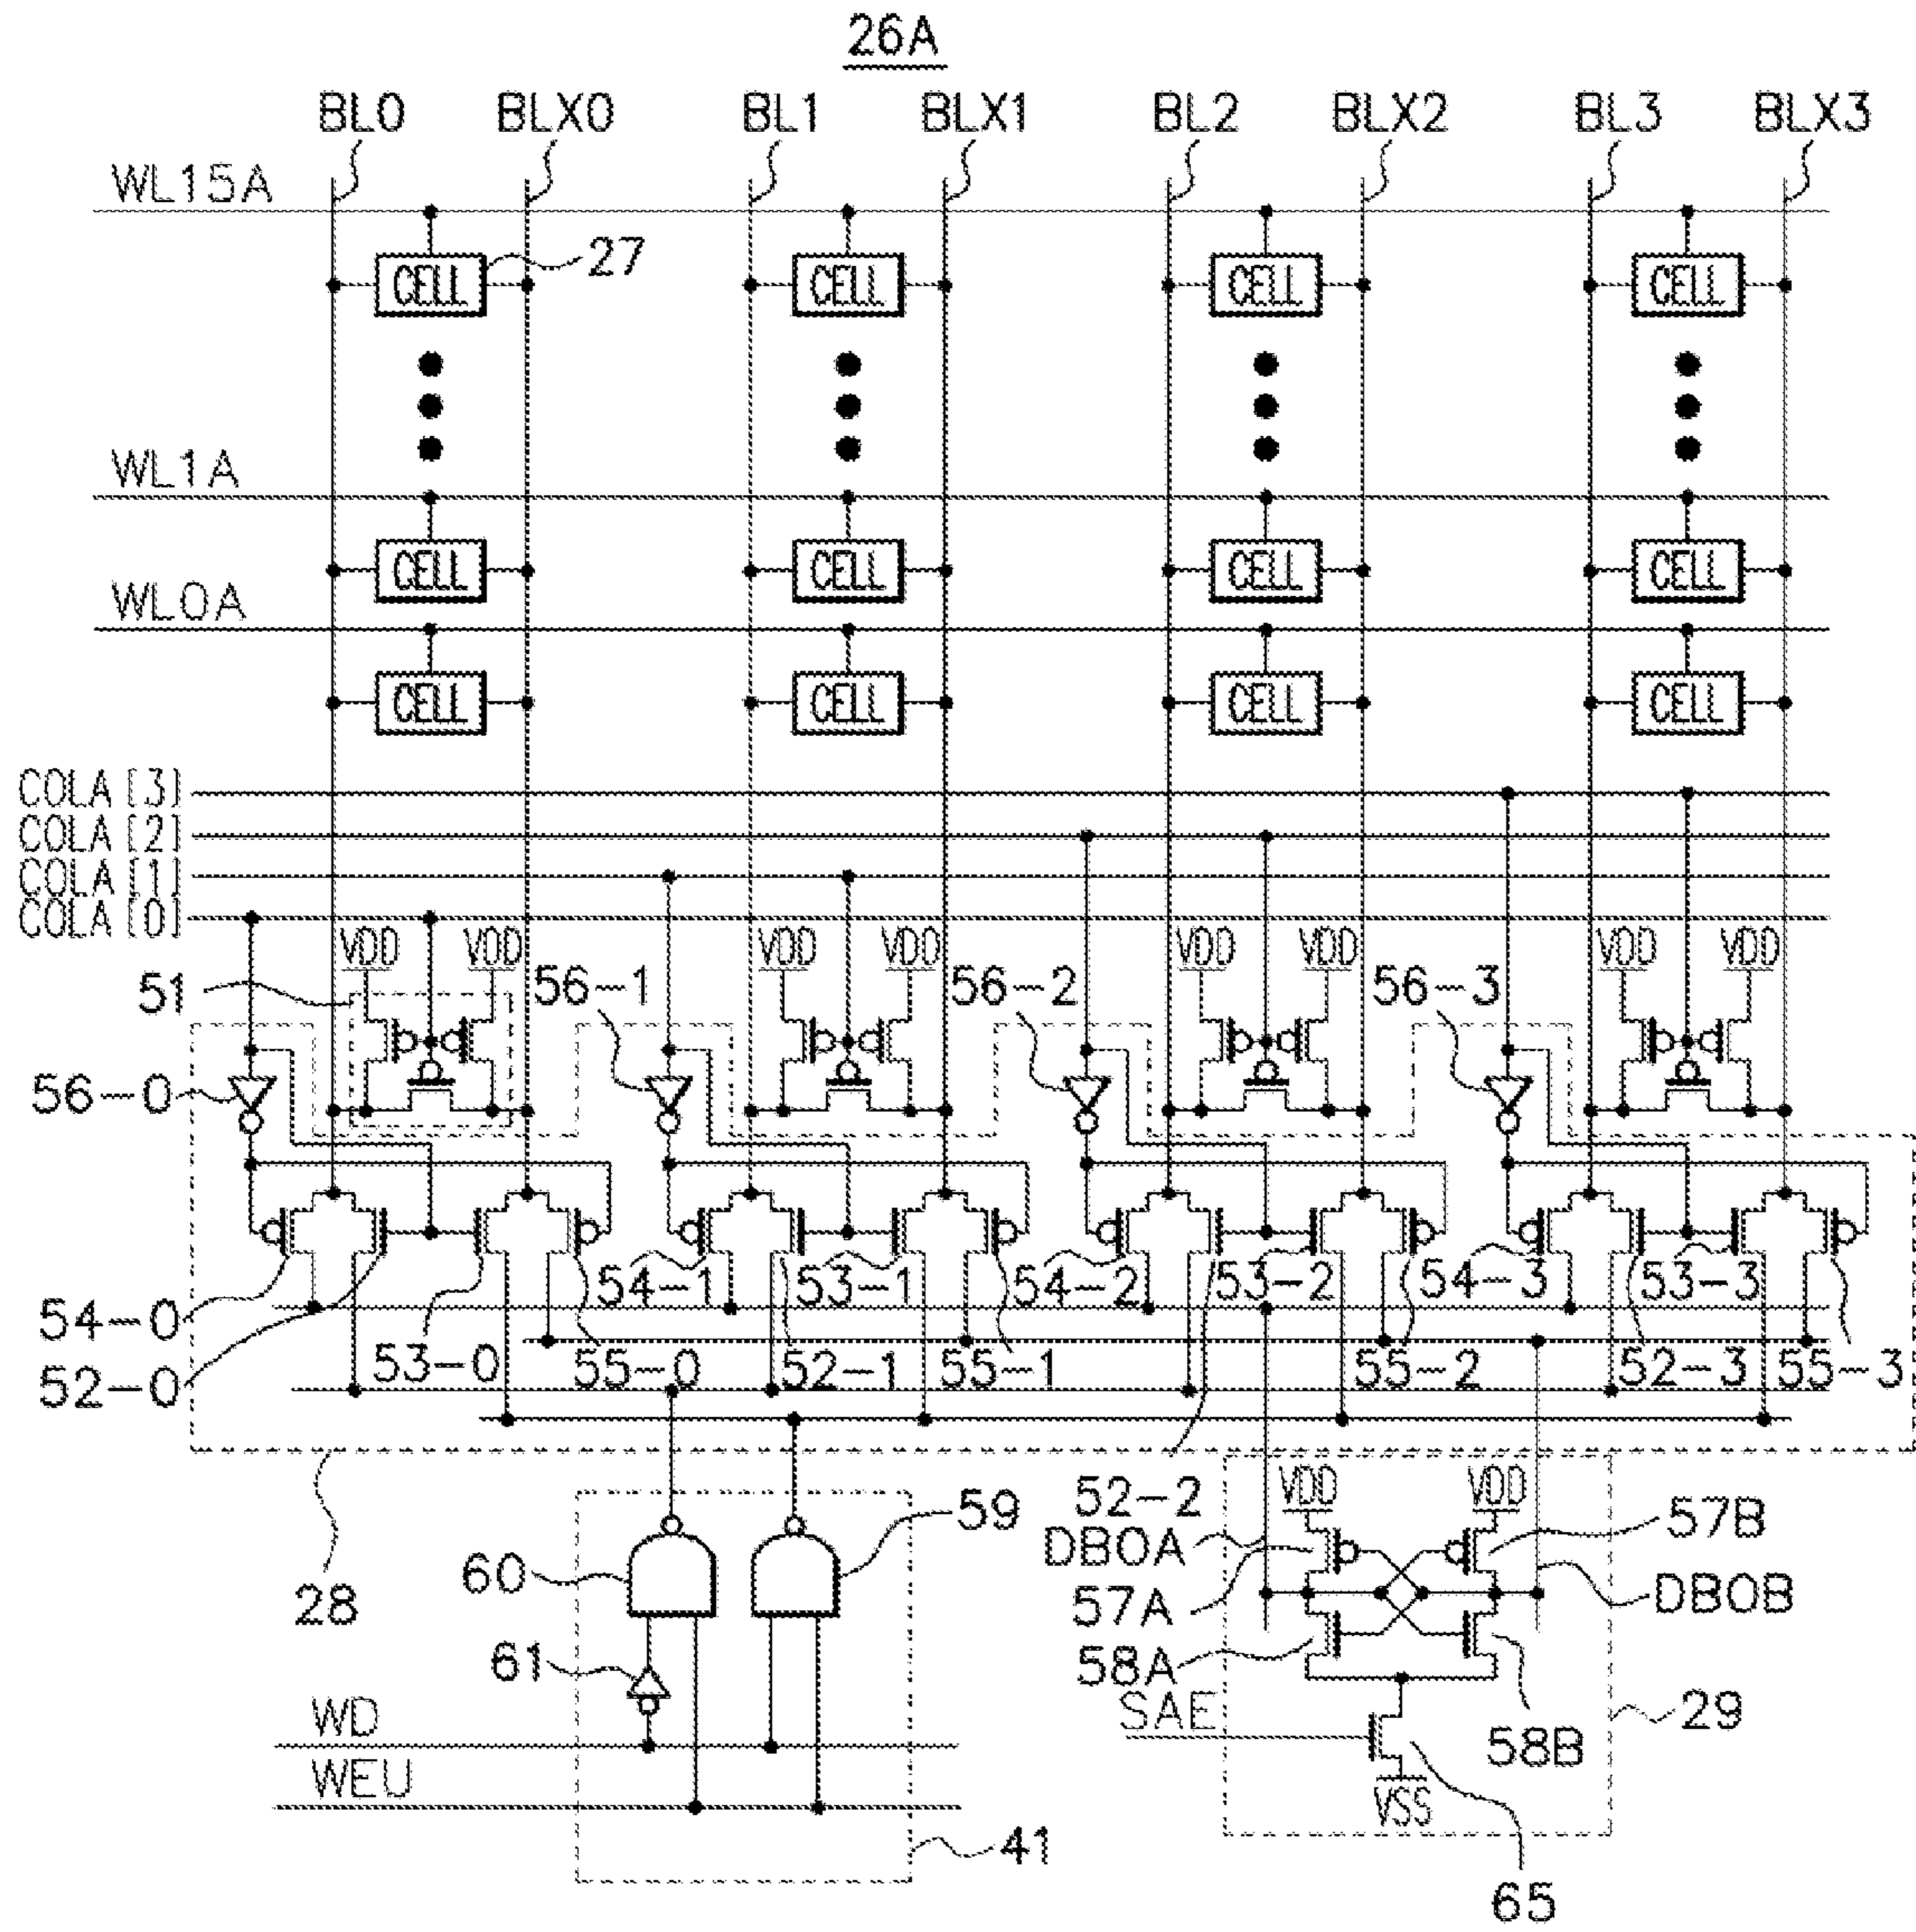 26A
BL0 BLX0 BL1 BLX1 BL2 BLX2 BL3 BLX3
WL15A
CELL 27 CELL CELL CELL
WL1A
CELL CELL CELL CELL
WL0A
CELL CELL CELL CELL
COLA [3]
COLA [2]
COLA [1]
COLA [0]
VDD VDD VDD VDD VDD VDD VDD VDD
51 56-1 56-2 56-3
56-0
54-1 53-1 54-2 53-2 54-3 53-3
54-0
52-0 53-0 55-0 52-1 55-1 55-2 52-3 55-3
52-2
VDD VDD
59
DB0A 57B
60
28 57A DB0B
61 58A
WD SAE 58B 29
WEU VSS
41
65